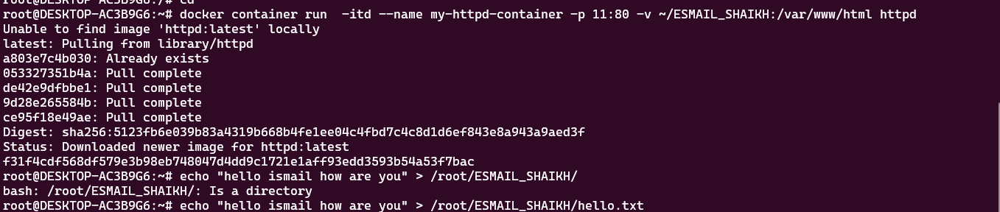 root@DESKTOP-AC3B9G6:/# cd
root@DESKTOP-AC3B9G6:~# docker container run  -itd --name my-httpd-container -p 11:80 -v ~/ESMAIL_SHAIKH:/var/www/html httpd
Unable to find image 'httpd:latest' locally
latest: Pulling from library/httpd
a803e7c4b030: Already exists
053327351b4a: Pull complete
de42e9dfbbe1: Pull complete
9d28e265584b: Pull complete
ce95f18e49ae: Pull complete
Digest: sha256:5123fb6e039b83a4319b668b4fe1ee04c4fbd7c4c8d1d6ef843e8a943a9aed3f
Status: Downloaded newer image for httpd:latest
f31f4cdf568df579e3b98eb748047d4dd9c1721e1aff93edd3593b54a53f7bac
root@DESKTOP-AC3B9G6:~# echo "hello ismail how are you" > /root/ESMAIL_SHAIKH/
bash: /root/ESMAIL_SHAIKH/: Is a directory
root@DESKTOP-AC3B9G6:~# echo "hello ismail how are you" > /root/ESMAIL_SHAIKH/hello.txt